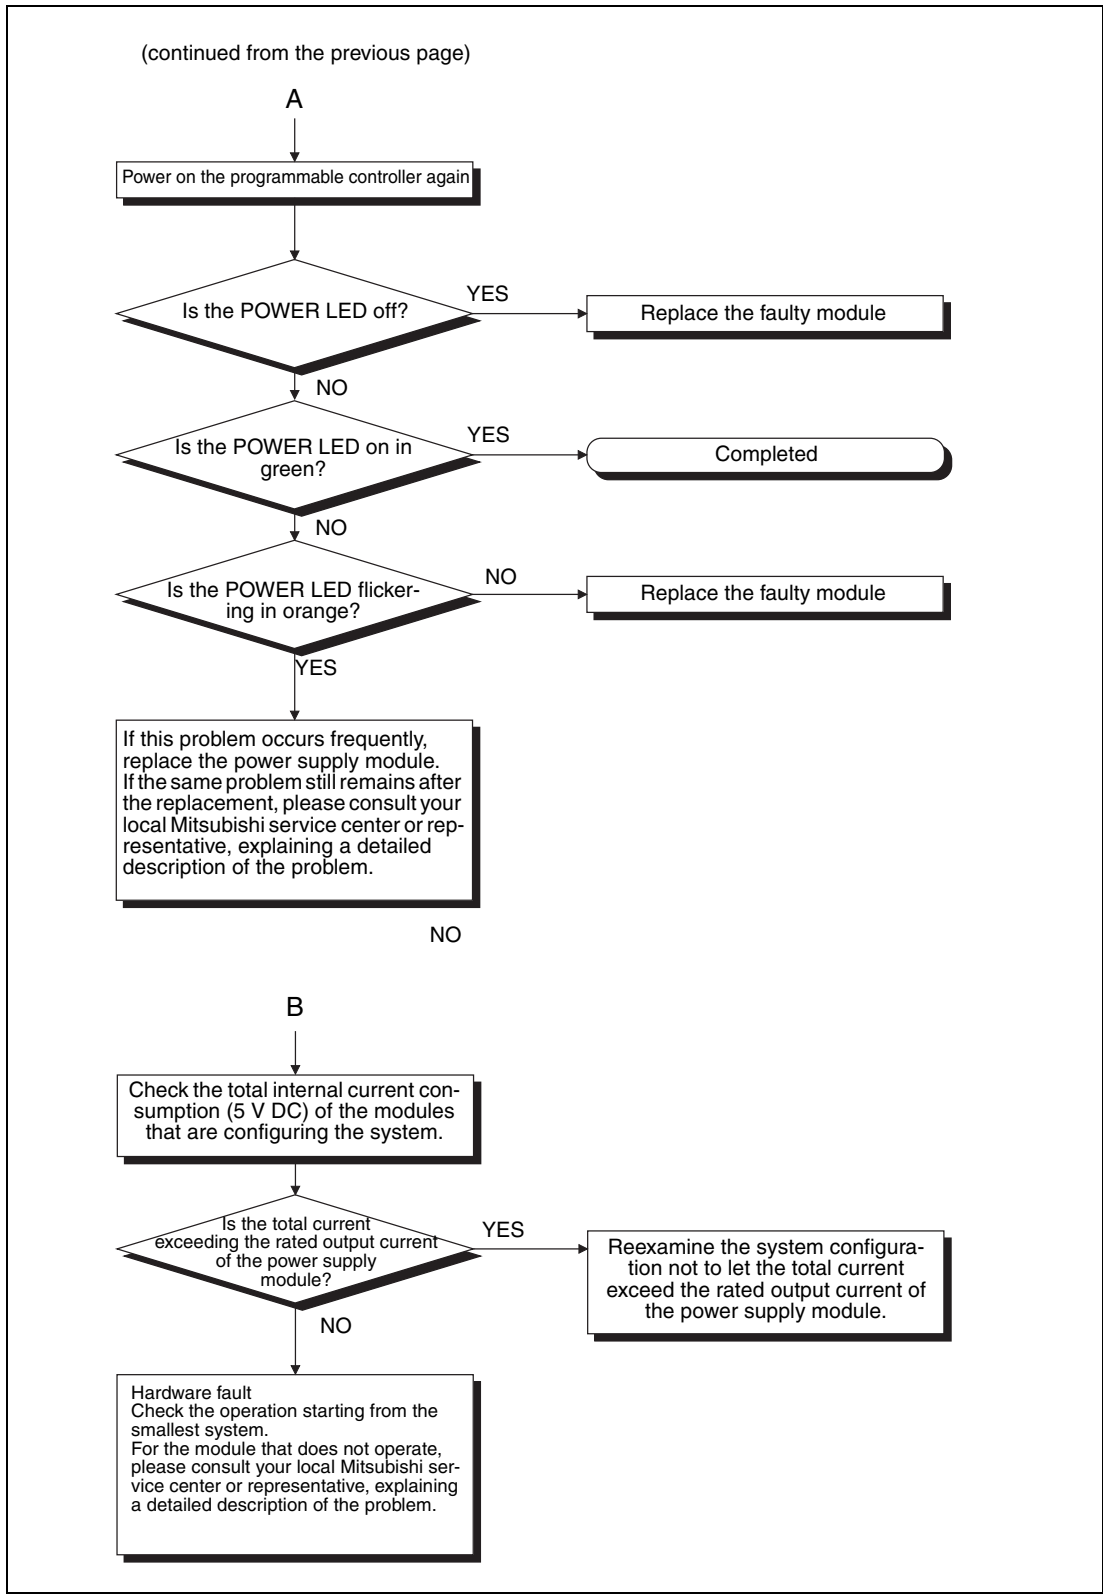 (continued from the previous page)
A
Power on the programmable controller again
Is the POWER LED off?
YES
Replace the faulty module
NO
Is the POWER LED on in
green?
YES
Completed
NO
Is the POWER LED flicker-
ing in orange?
NO
Replace the faulty module
YES
If this problem occurs frequently,
replace the power supply module.
If the same problem still remains after
the replacement, please consult your
local Mitsubishi service center or rep-
resentative, explaining a detailed
description of the problem.
NO
B
Check the total internal current con-
sumption (5 V DC) of the modules
that are configuring the system.
Is the total current
exceeding the rated output current
of the power supply
module?
YES
Reexamine the system configura-
tion not to let the total current
exceed the rated output current of
the power supply module.
NO
Hardware fault
Check the operation starting from the
smallest system.
For the module that does not operate,
please consult your local Mitsubishi ser-
vice center or representative, explaining
a detailed description of the problem.